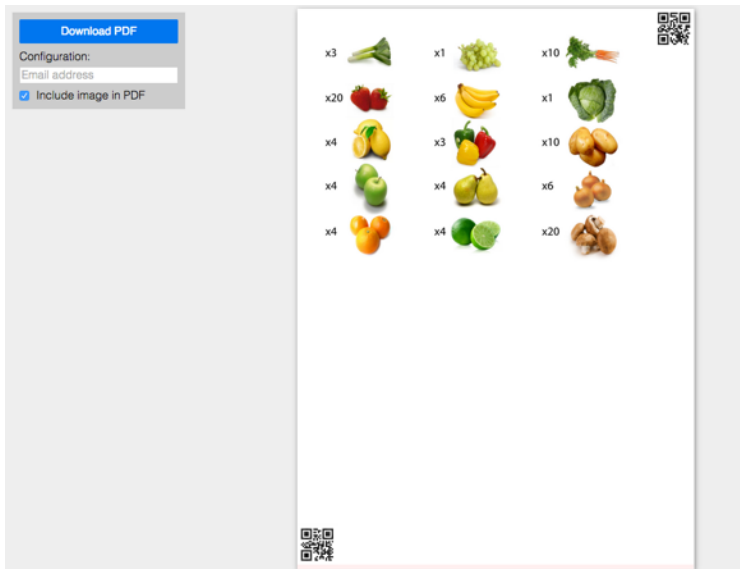 Download PDF
Configuration:
Email address
Include image in PDF
x3 x1 x10
x20 x6 x1
x4 x3 x10
x4 x4 x6
x4 x4 x20